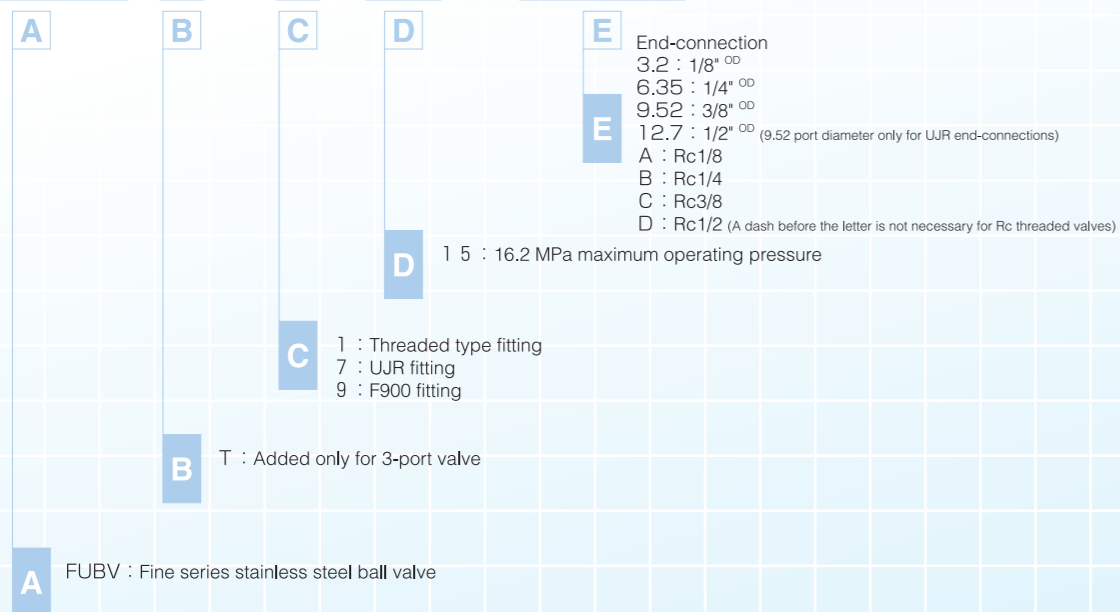 A B C D E
End-connection
3.2：1/8" OD
6.35：1/4" OD
9.52：3/8" OD
E
12.7：1/2" OD (9.52 port diameter only for UJR end-connections)
A：Rc1/8
B：Rc1/4
C：Rc3/8
D：Rc1/2 (A dash before the letter is not necessary for Rc threaded valves)
D
15：16.2 MPa maximum operating pressure
C
1：Threaded type fitting
7：UJR fitting
9：F900 fitting
B
T：Added only for 3-port valve
A
FUBV：Fine series stainless steel ball valve